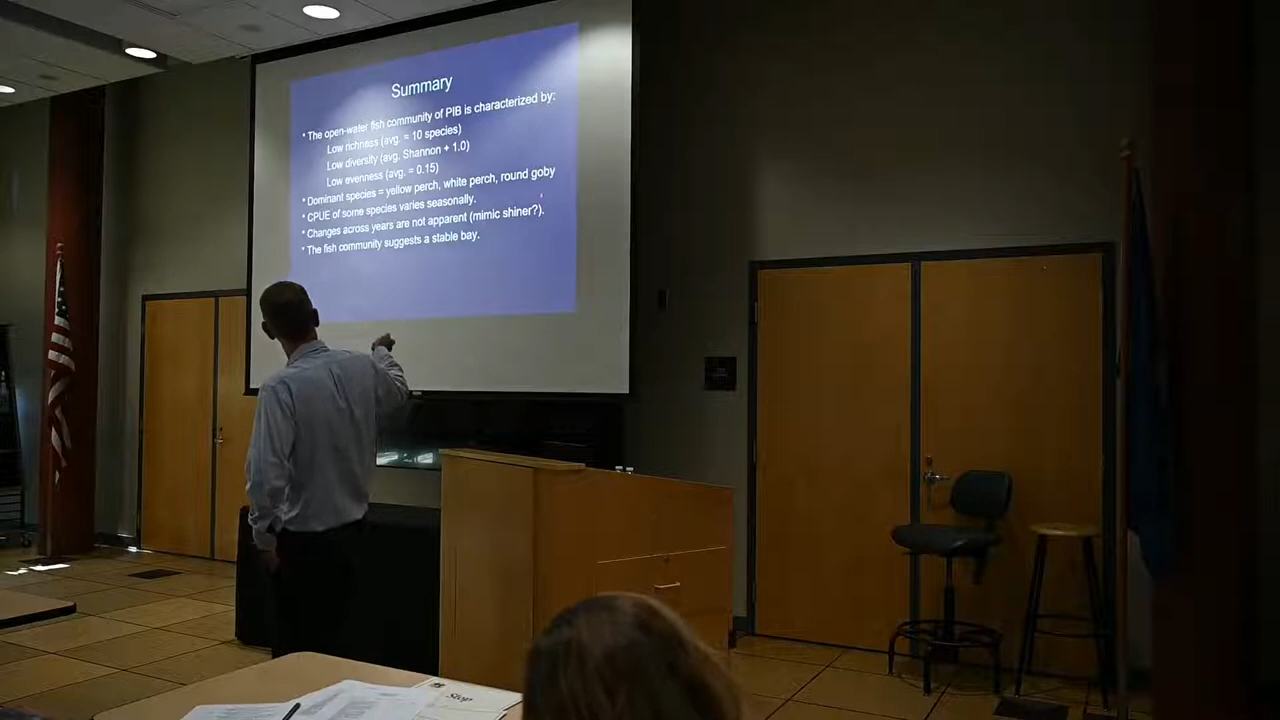 Summary
• The open-water fish community of PIB is characterized by:
Low richness (avg. = 10 species)
Low diversity (avg. Shannon + 1.0)
Low evenness (avg. = 0.15)
• Dominant species = yellow perch, white perch, round goby
• CPUE of some species varies seasonally.
• Changes across years are not apparent (mimic shiner?).
• The fish community suggests a stable bay.
Stop